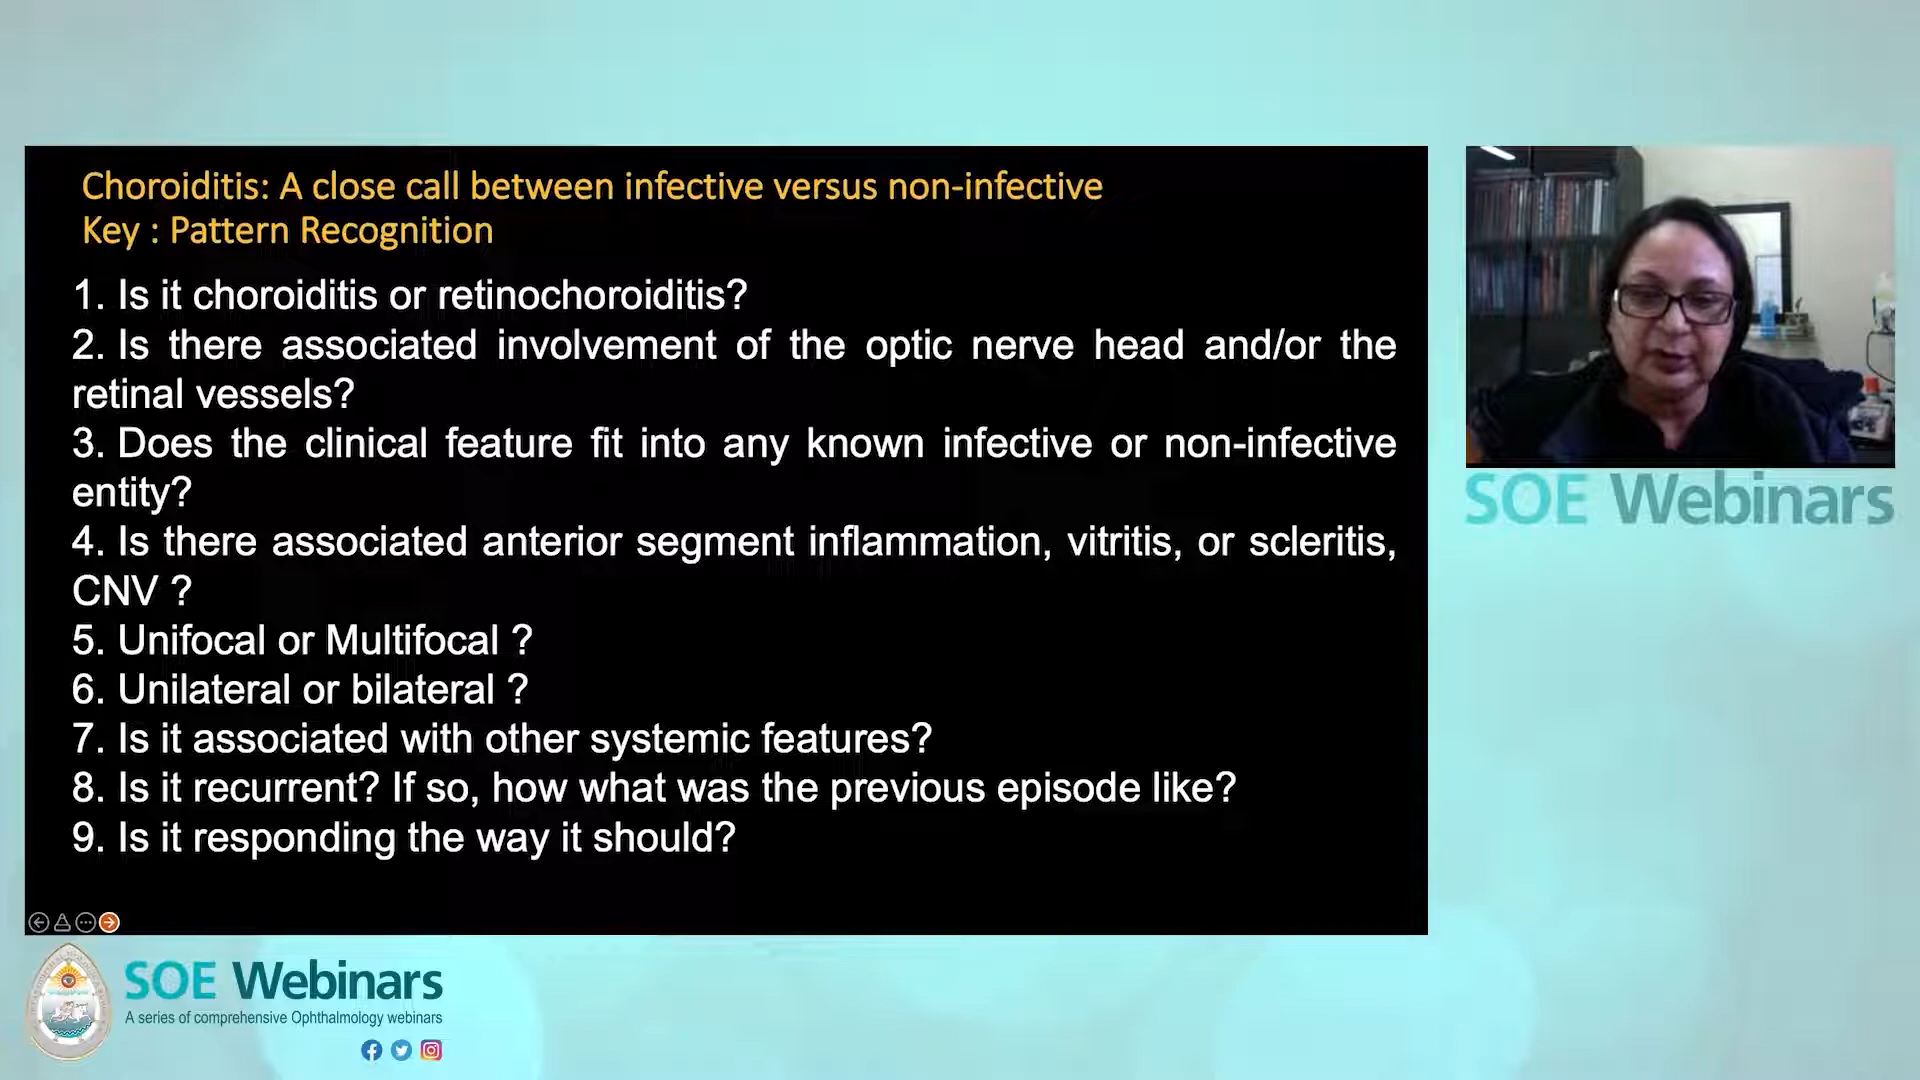 Choroiditis: A close call between infective versus non-infective
Key : Pattern Recognition
1. Is it choroiditis or retinochoroiditis?
2. Is there associated involvement of the optic nerve head and/or the
retinal vessels?
3. Does the clinical feature fit into any known infective or non-infective
entity?
4. Is there associated anterior segment inflammation, vitritis, or scleritis,
CNV ?
5. Unifocal or Multifocal ?
6. Unilateral or bilateral ?
7. Is it associated with other systemic features?
8. Is it recurrent? If so, how what was the previous episode like?
9. Is it responding the way it should?
SOE Webinars
SOE Webinars
A series of comprehensive Ophthalmology webinars